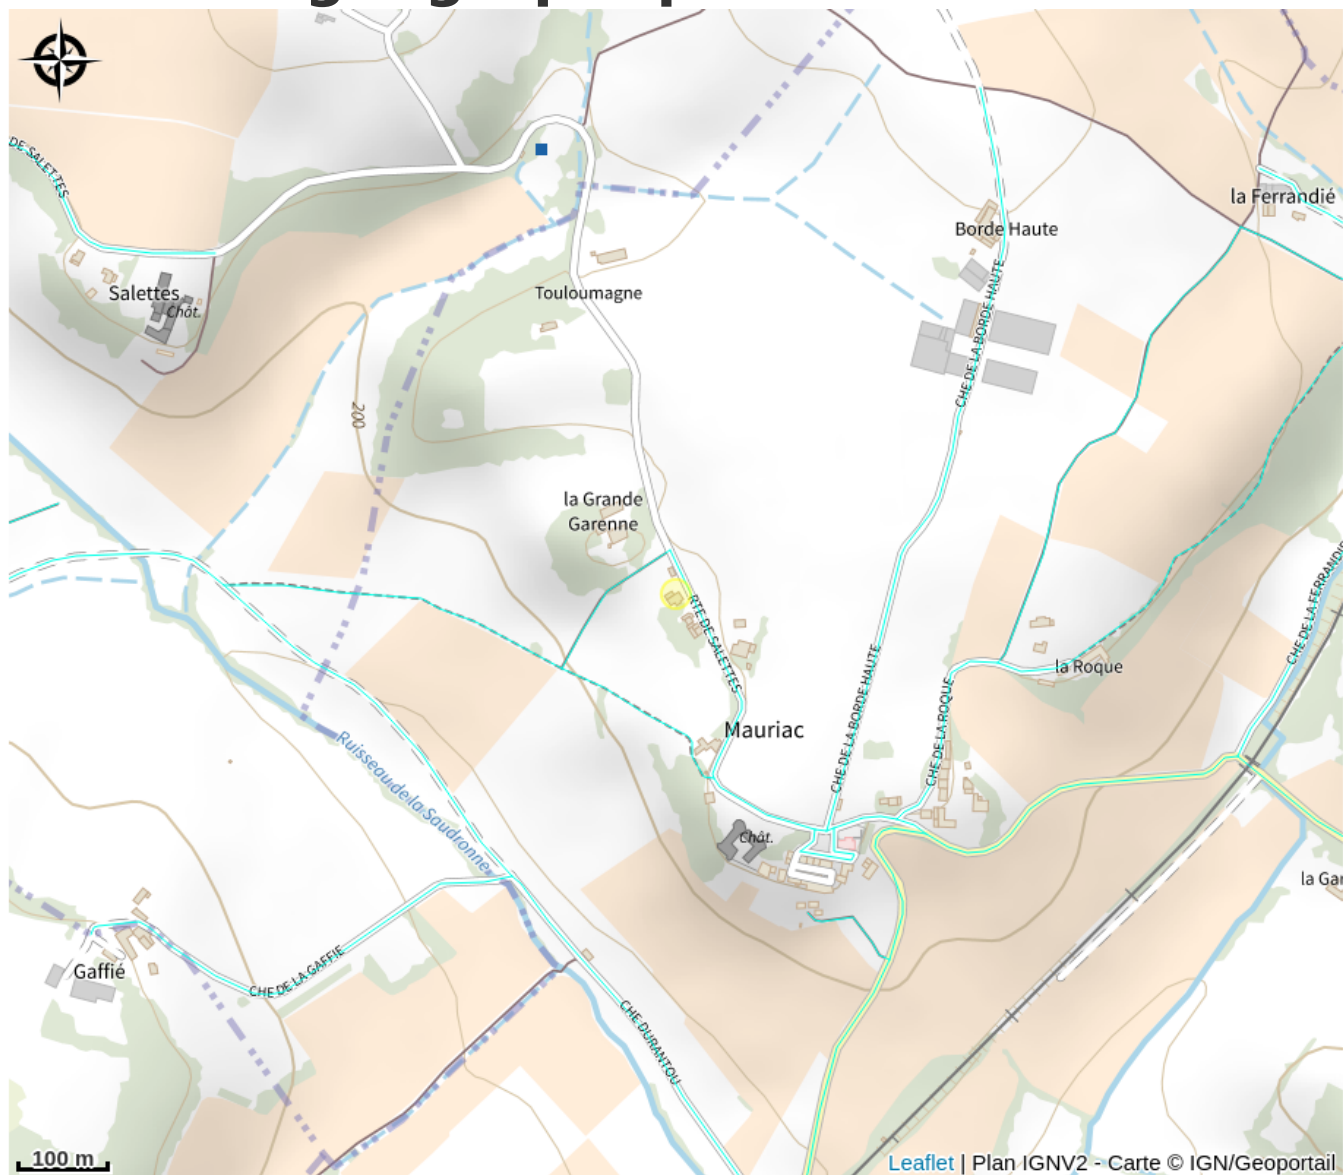 DE SALETTES
la Ferrandié
Borde Haute
Salettes
Chât.
Touloumagne
CHE DE LA BORDE HAUTE
200
la Grande
Garenne
RTE DE SALETTES
CHE DE LA FERRANDIE
CHE DE LA BORDE HAUTE
la Roque
CHE DE LA ROQUE
Mauriac
Ruisseau de la Saudronne
Chât.
la Gar
CHE DE LA GAFFIE
Gaffié
CHE DURANTOU
100 m
Leaflet | Plan IGNV2 - Carte © IGN/Geoportail